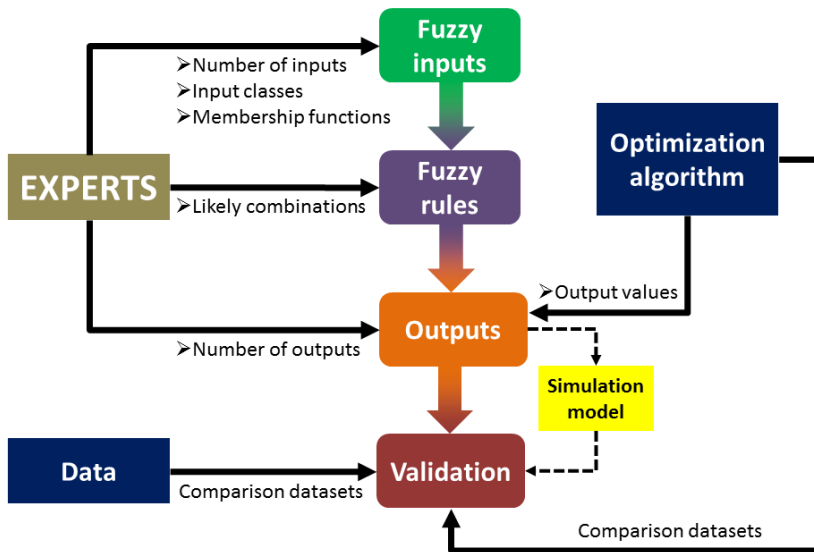 Fuzzy
inputs
➢Number of inputs
➢Input classes
➢Membership functions
Optimization
algorithm
EXPERTS
Fuzzy
rules
➢Likely combinations
➢Output values
Outputs
➢Number of outputs
Simulation
model
Data
Validation
Comparison datasets
Comparison datasets